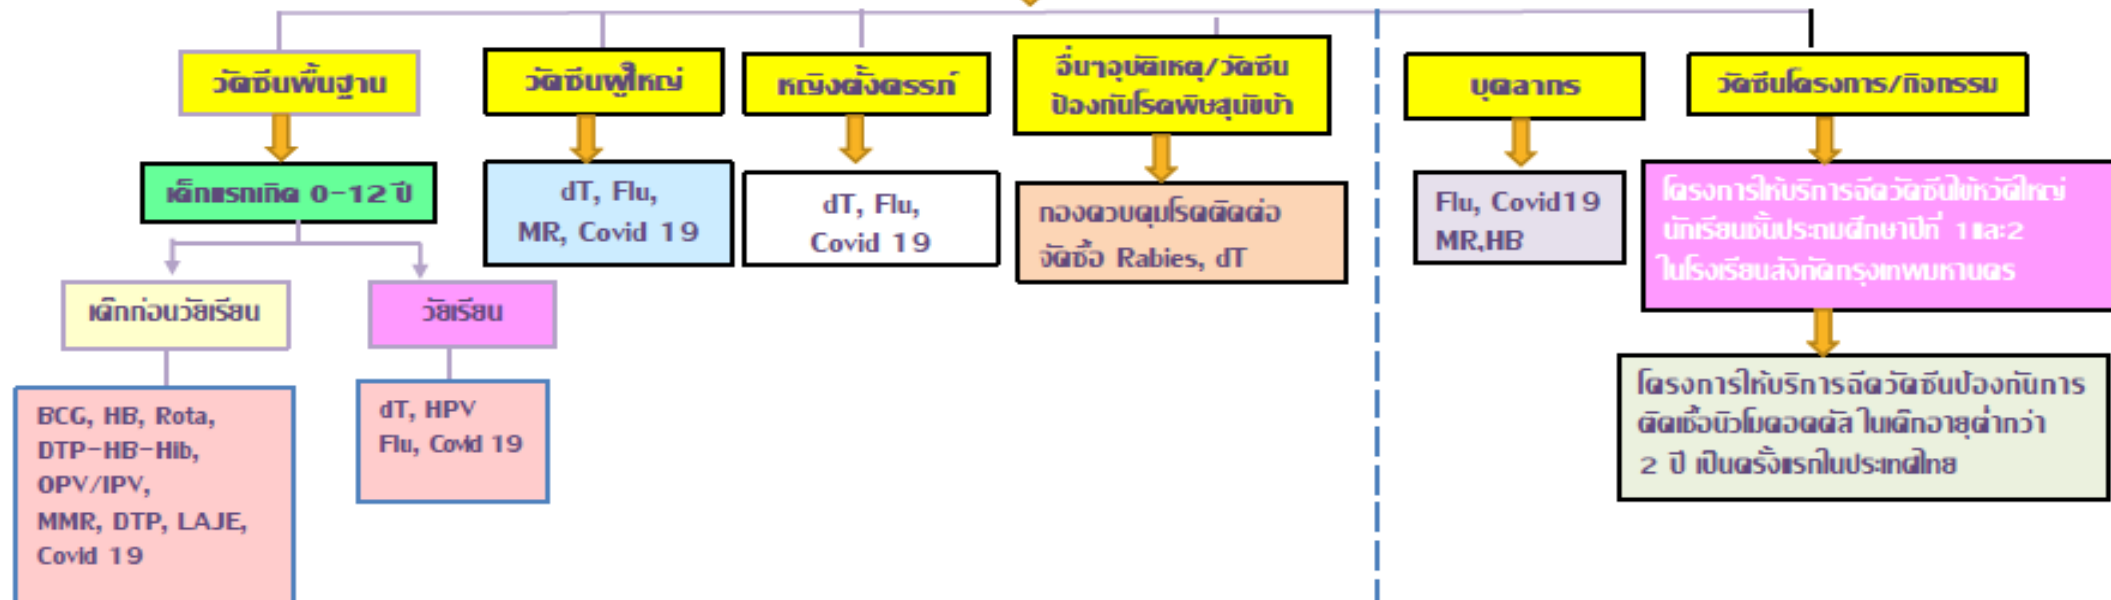 วัคซีนพื้นฐาน
วัคซีนผู้ใหญ่
หญิงตั้งครรภ์
อื่นๆอุบัติเหตุ/วัคซีน
ป้องกันโรคพิษสุนัขบ้า
บุคลากร
วัคซีนโครงการ/กิจกรรม
เด็กแรกเกิด 0-12 ปี
dT, Flu,
MR, Covid 19
dT, Flu,
Covid 19
กองควบคุมโรคติดต่อ
จัดซื้อ Rabies, dT
Flu, Covid19
MR,HB
โครงการให้บริการฉีดวัคซีนไข้หวัดใหญ่
นักเรียนชั้นประถมศึกษาปีที่ 1และ2
ในโรงเรียนสังกัดกรุงเทพมหานคร
เด็กก่อนวัยเรียน
วัยเรียน
BCG, HB, Rota,
DTP-HB-Hib,
OPV/IPV,
MMR, DTP, LAJE,
Covid 19
dT, HPV
Flu, Covid 19
โครงการให้บริการฉีดวัคซีนป้องกันการ
ติดเชื้อนิวโมคอคคัส ในเด็กอายุต่ำกว่า
2 ปี เป็นครั้งแรกในประเทศไทย